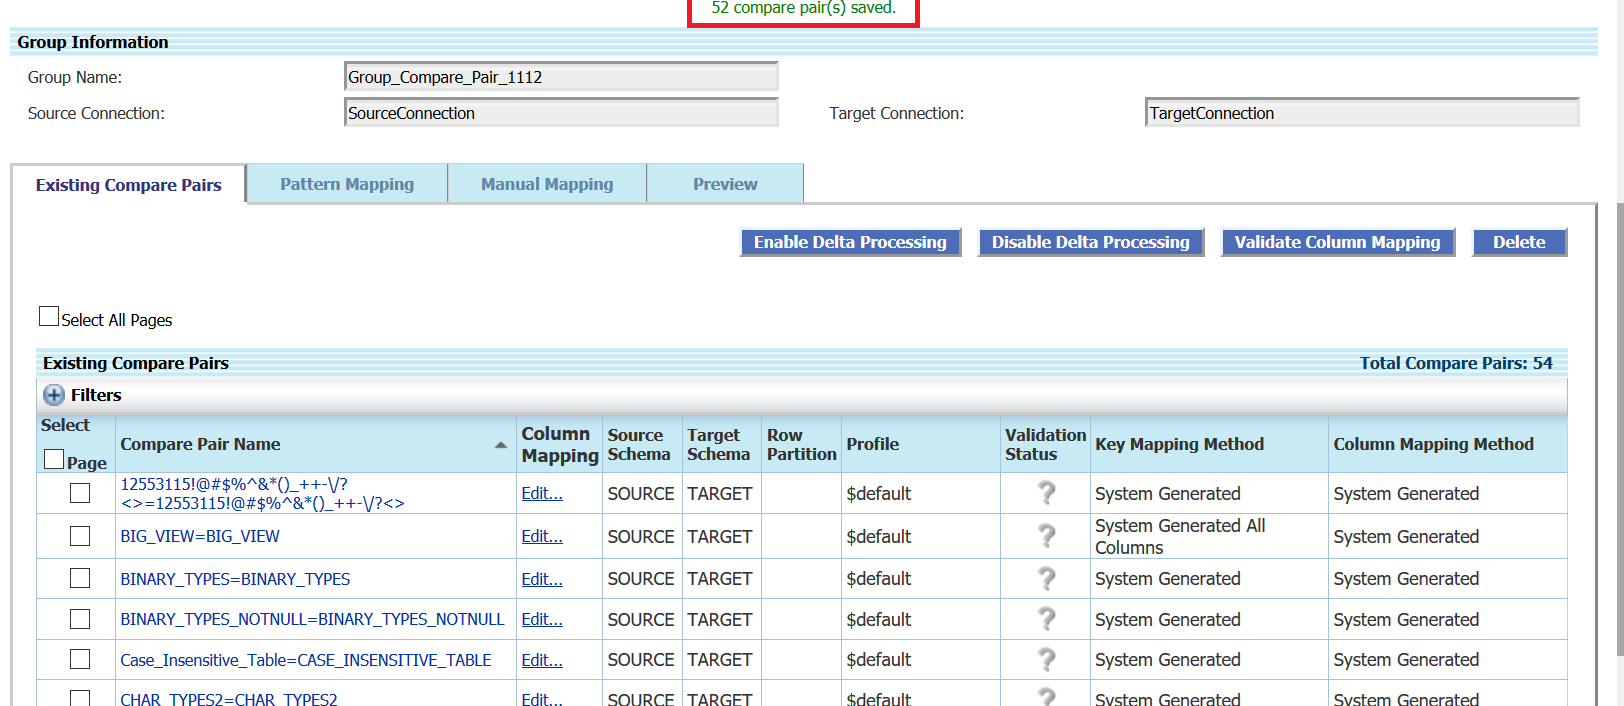 52 compare pair(s) saved.
Group Information
Group Name: Group_Compare_Pair_1112
Source Connection: SourceConnection Target Connection: TargetConnection
Existing Compare Pairs Pattern Mapping Manual Mapping Preview
Enable Delta Processing Disable Delta Processing Validate Column Mapping Delete
Select All Pages
Existing Compare Pairs Total Compare Pairs: 54
Filters
Select
Page
Compare Pair Name
Column
Mapping
Source
Schema
Target
Schema
Row
Partition
Profile
Validation
Status
Key Mapping Method
Column Mapping Method
12553115!@#$%^&*()_++-\/?
<>=12553115!@#$%^&*()_++-\/?<>
Edit... SOURCE TARGET $default ? System Generated System Generated
BIG_VIEW=BIG_VIEW Edit... SOURCE TARGET $default ? System Generated All
Columns
System Generated
BINARY_TYPES=BINARY_TYPES Edit... SOURCE TARGET $default ? System Generated System Generated
BINARY_TYPES_NOTNULL=BINARY_TYPES_NOTNULL Edit... SOURCE TARGET $default ? System Generated System Generated
Case_Insensitive_Table=CASE_INSENSITIVE_TABLE Edit... SOURCE TARGET $default ? System Generated System Generated
CHAR_TYPES2=CHAR_TYPES2 Edit... SOURCE TARGET $default ? System Generated System Generated